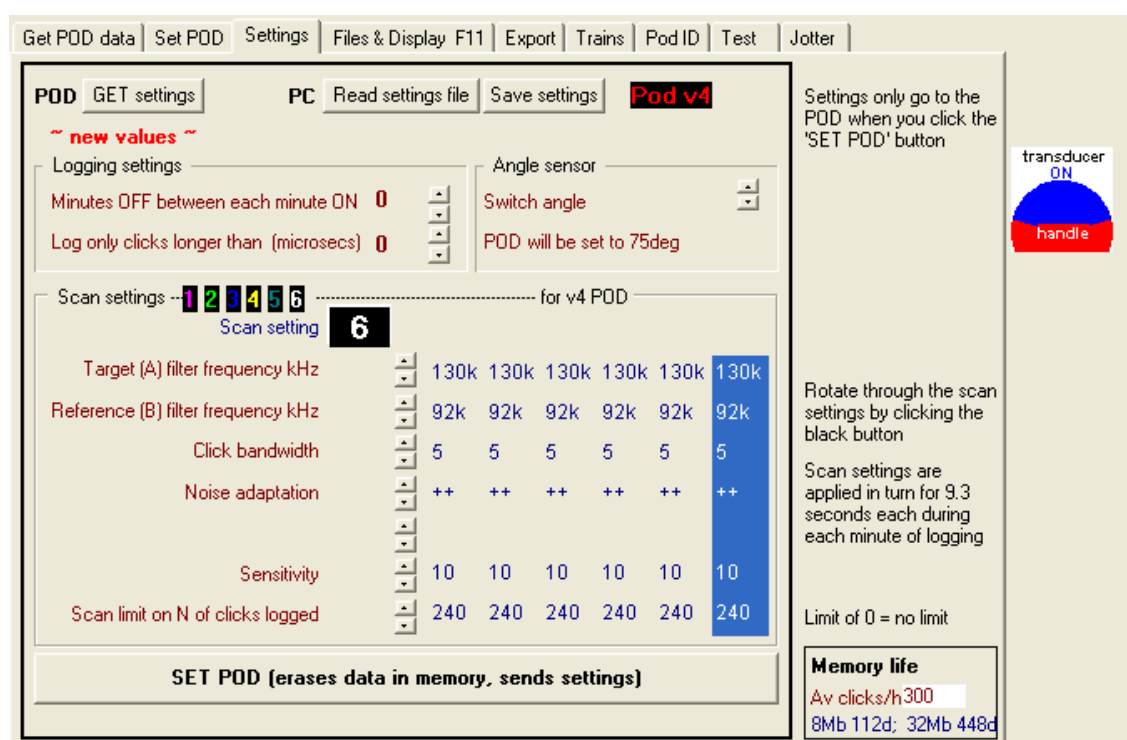 Get POD data Set POD Settings Files & Display F11 Export Trains Pod ID Test Jotter
POD GET settings PC Read settings file Save settings Pod v4
~ new values ~
Logging settings
Minutes OFF between each minute ON 0
Log only clicks longer than (microsecs) 0
Angle sensor
Switch angle
POD will be set to 75deg
Scan settings --1 2 3 4 5 6 ---------------------------------- for v4 POD
Scan setting 6
Target (A) filter frequency kHz 130k 130k 130k 130k 130k 130k
Reference (B) filter frequency kHz 92k 92k 92k 92k 92k 92k
Click bandwidth 5 5 5 5 5 5
Noise adaptation ++ ++ ++ ++ ++ ++
Sensitivity 10 10 10 10 10 10
Scan limit on N of clicks logged 240 240 240 240 240 240
SET POD (erases data in memory, sends settings)
Settings only go to the
POD when you click the
'SET POD' button
Rotate through the scan
settings by clicking the
black button
Scan settings are
applied in turn for 9.3
seconds each during
each minute of logging
Limit of 0 = no limit
Memory life
Av clicks/h 300
8Mb 112d; 32Mb 448d
transducer
ON
handle